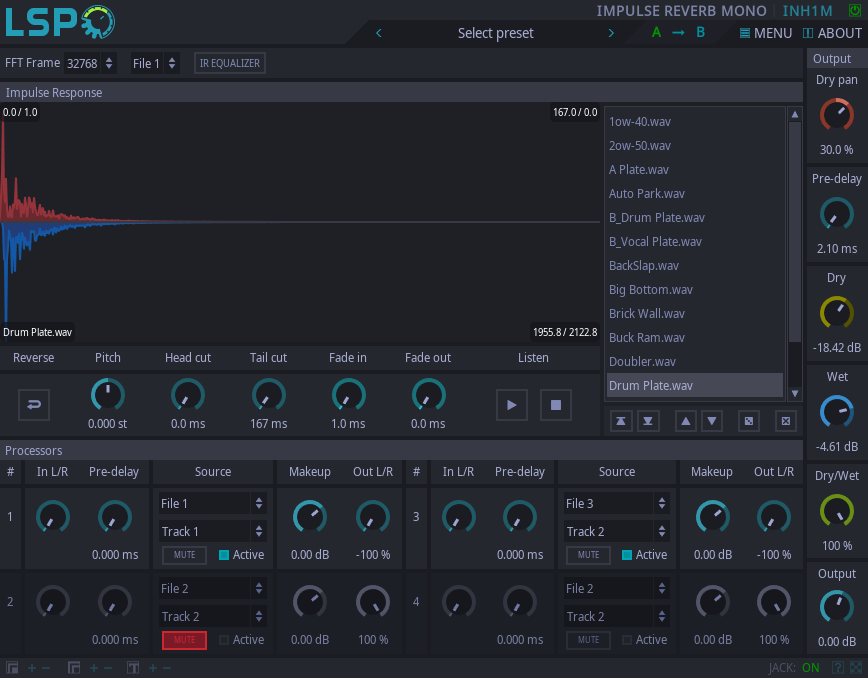 LSP
IMPULSE REVERB MONO INH1M
Select preset
A B
MENU ABOUT
FFT Frame 32768 File 1 IR EQUALIZER
Output
Impulse Response
Dry pan
30.0 %
Pre-delay
2.10 ms
Dry
-18.42 dB
Wet
-4.61 dB
Dry/Wet
100 %
Output
0.00 dB
0.0 / 1.0 167.0 / 0.0
Drum Plate.wav 1955.8 / 2122.8
1ow-40.wav
2ow-50.wav
A Plate.wav
Auto Park.wav
B_Drum Plate.wav
B_Vocal Plate.wav
BackSlap.wav
Big Bottom.wav
Brick Wall.wav
Buck Ram.wav
Doubler.wav
Drum Plate.wav
Reverse Pitch Head cut Tail cut Fade in Fade out Listen
0.000 st 0.0 ms 167 ms 1.0 ms 0.0 ms
Processors
# In L/R Pre-delay Source Makeup Out L/R # In L/R Pre-delay Source Makeup Out L/R
1 File 1 3 File 3
Track 1 Track 2
0.000 ms MUTE Active 0.00 dB -100 % 0.000 ms MUTE Active 0.00 dB -100 %
2 File 2 4 File 2
Track 2 Track 2
0.000 ms MUTE Active 0.00 dB 100 % 0.000 ms MUTE Active 0.00 dB 100 %
JACK: ON ?